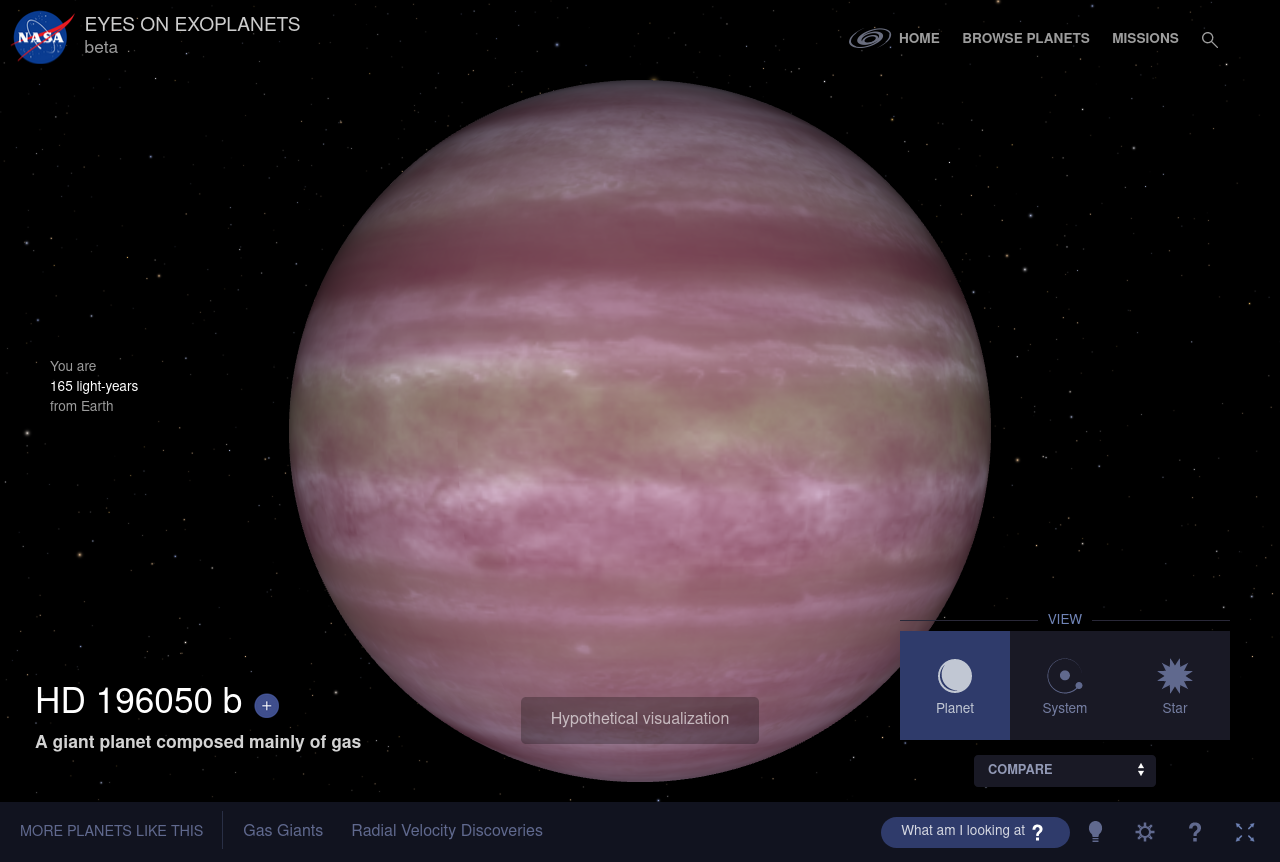 NASA
EYES ON EXOPLANETS
beta
HOME
BROWSE PLANETS
MISSIONS
You are
165 light-years
from Earth
VIEW
Planet
System
Star
HD 196050 b +
A giant planet composed mainly of gas
Hypothetical visualization
COMPARE
MORE PLANETS LIKE THIS
Gas Giants
Radial Velocity Discoveries
What am I looking at ?
?